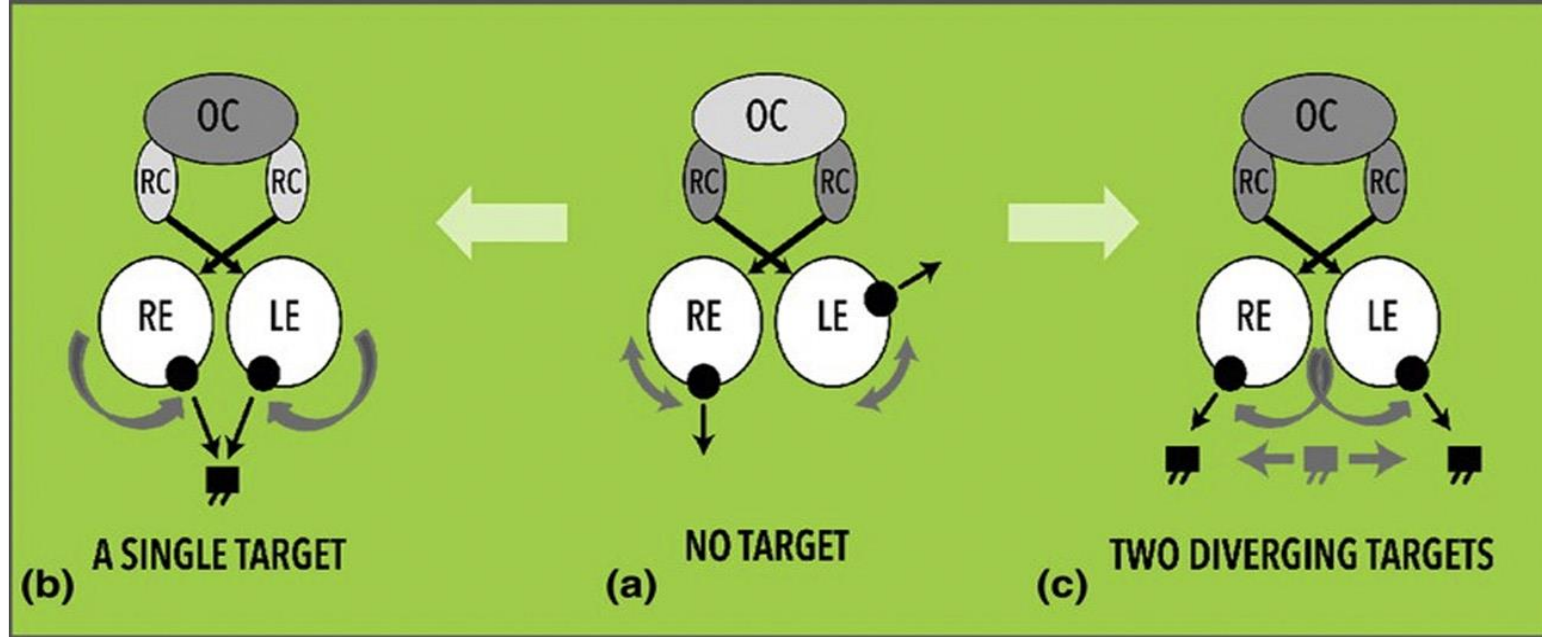 OC
RC RC
RE LE
A SINGLE TARGET
(b)
OC
RC RC
RE LE
NO TARGET
(a)
OC
RC RC
RE LE
TWO DIVERGING TARGETS
(c)